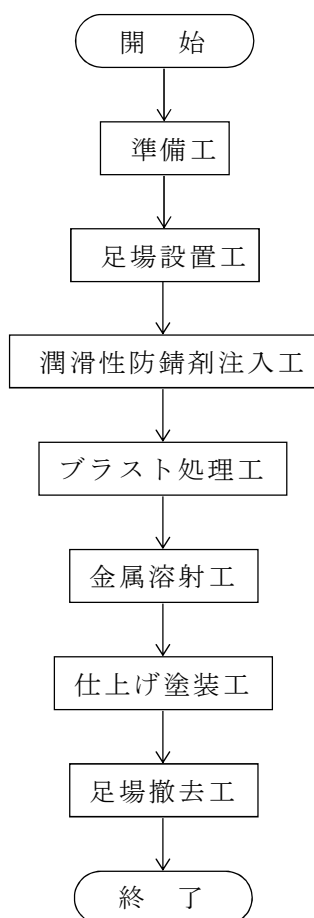 開　始
準備工
足場設置工
潤滑性防錆剤注入工
ブラスト処理工
金属溶射工
仕上げ塗装工
足場撤去工
終　了